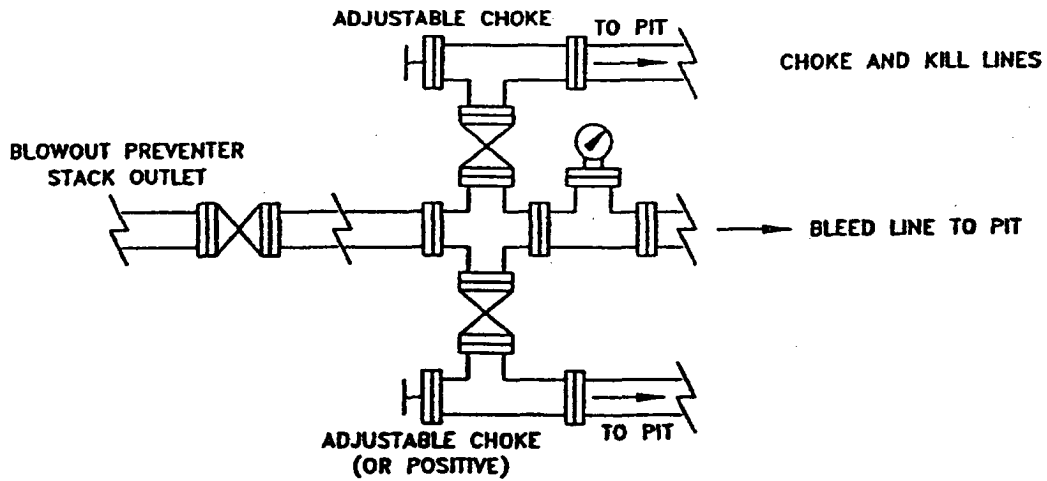 ADJUSTABLE CHOKE
TO PIT
CHOKE AND KILL LINES
BLOWOUT PREVENTER
STACK OUTLET
BLEED LINE TO PIT
ADJUSTABLE CHOKE
(OR POSITIVE)
TO PIT